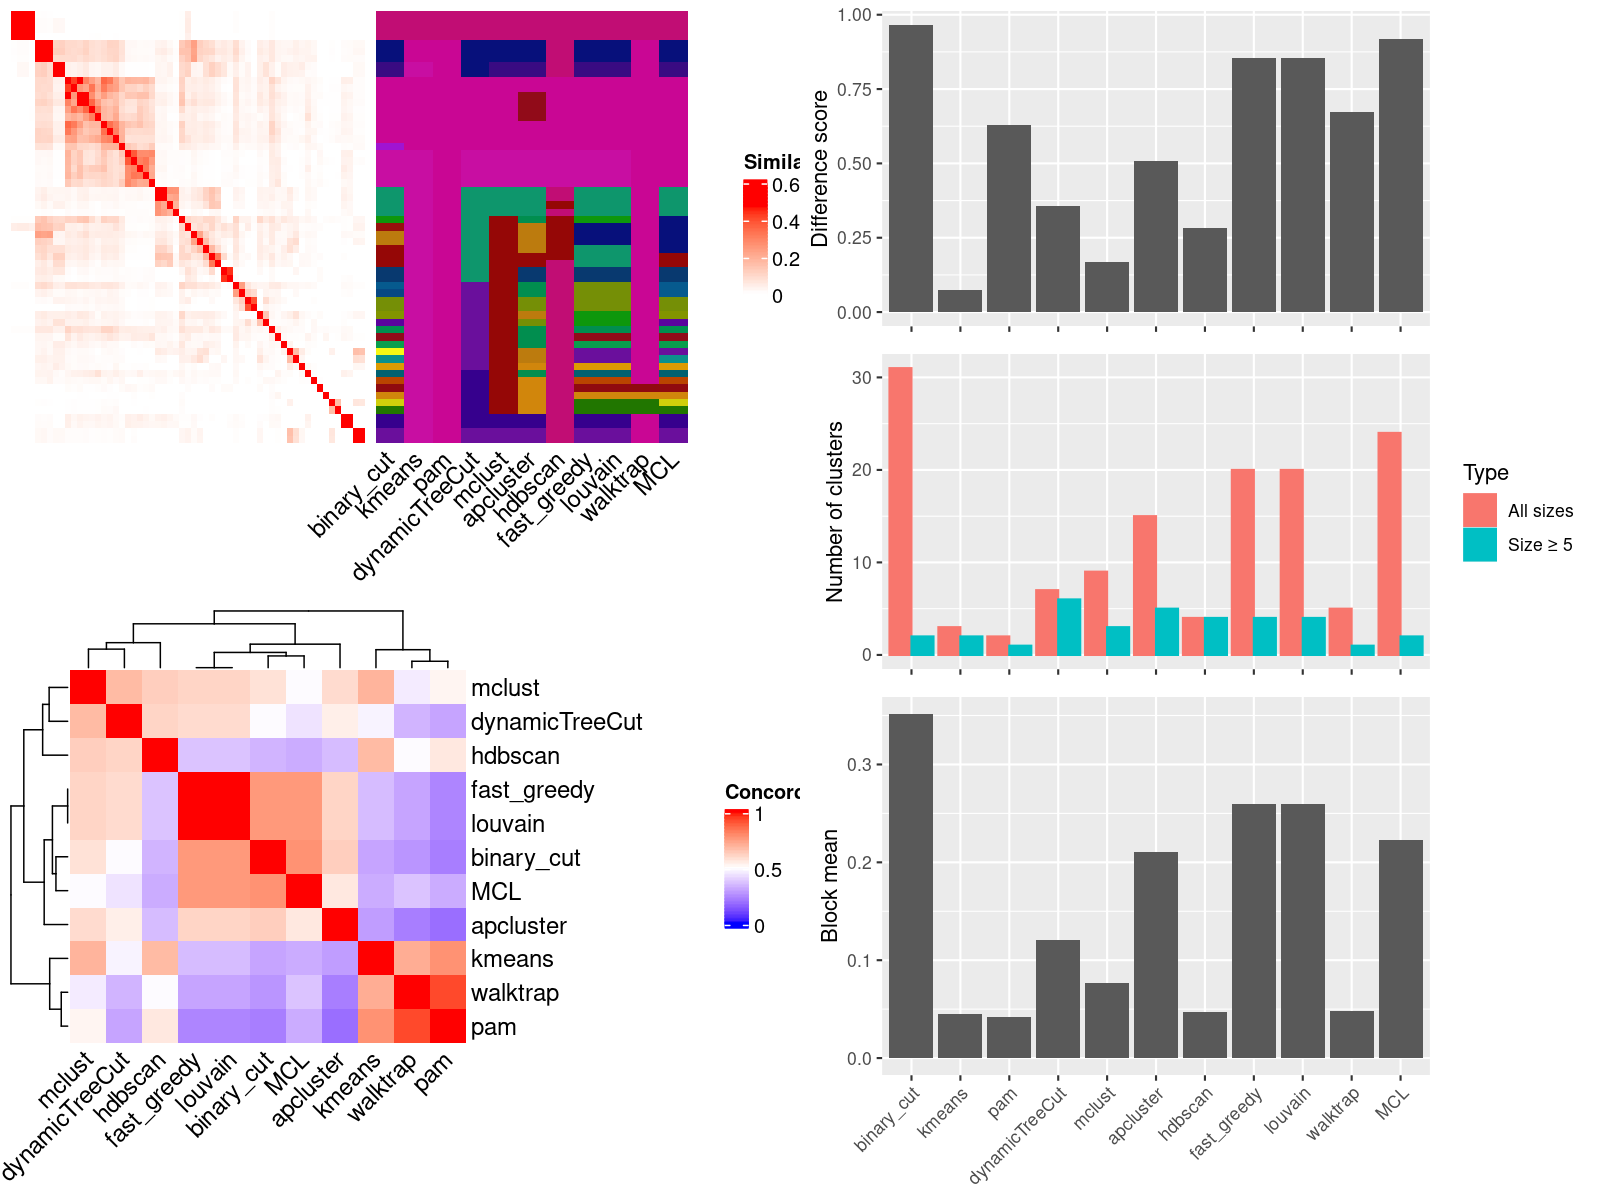 Simila
0.6
0.4
0.2
0
binary_cut
kmeans
pam
dynamicTreeCut
mclust
apcluster
hdbscan
fast_greedy
louvain
walktrap
MCL
mclust
dynamicTreeCut
hdbscan
fast_greedy
louvain
binary_cut
MCL
apcluster
kmeans
walktrap
pam
mclust
dynamicTreeCut
hdbscan
fast_greedy
louvain
binary_cut
MCL
apcluster
kmeans
walktrap
pam
Concord
1
0.5
0
Difference score
1.00
0.75
0.50
0.25
0.00
Number of clusters
30
20
10
0
Type
All sizes
Size ≥ 5
Block mean
0.3
0.2
0.1
0.0
binary_cut
kmeans
pam
dynamicTreeCut
mclust
apcluster
hdbscan
fast_greedy
louvain
walktrap
MCL